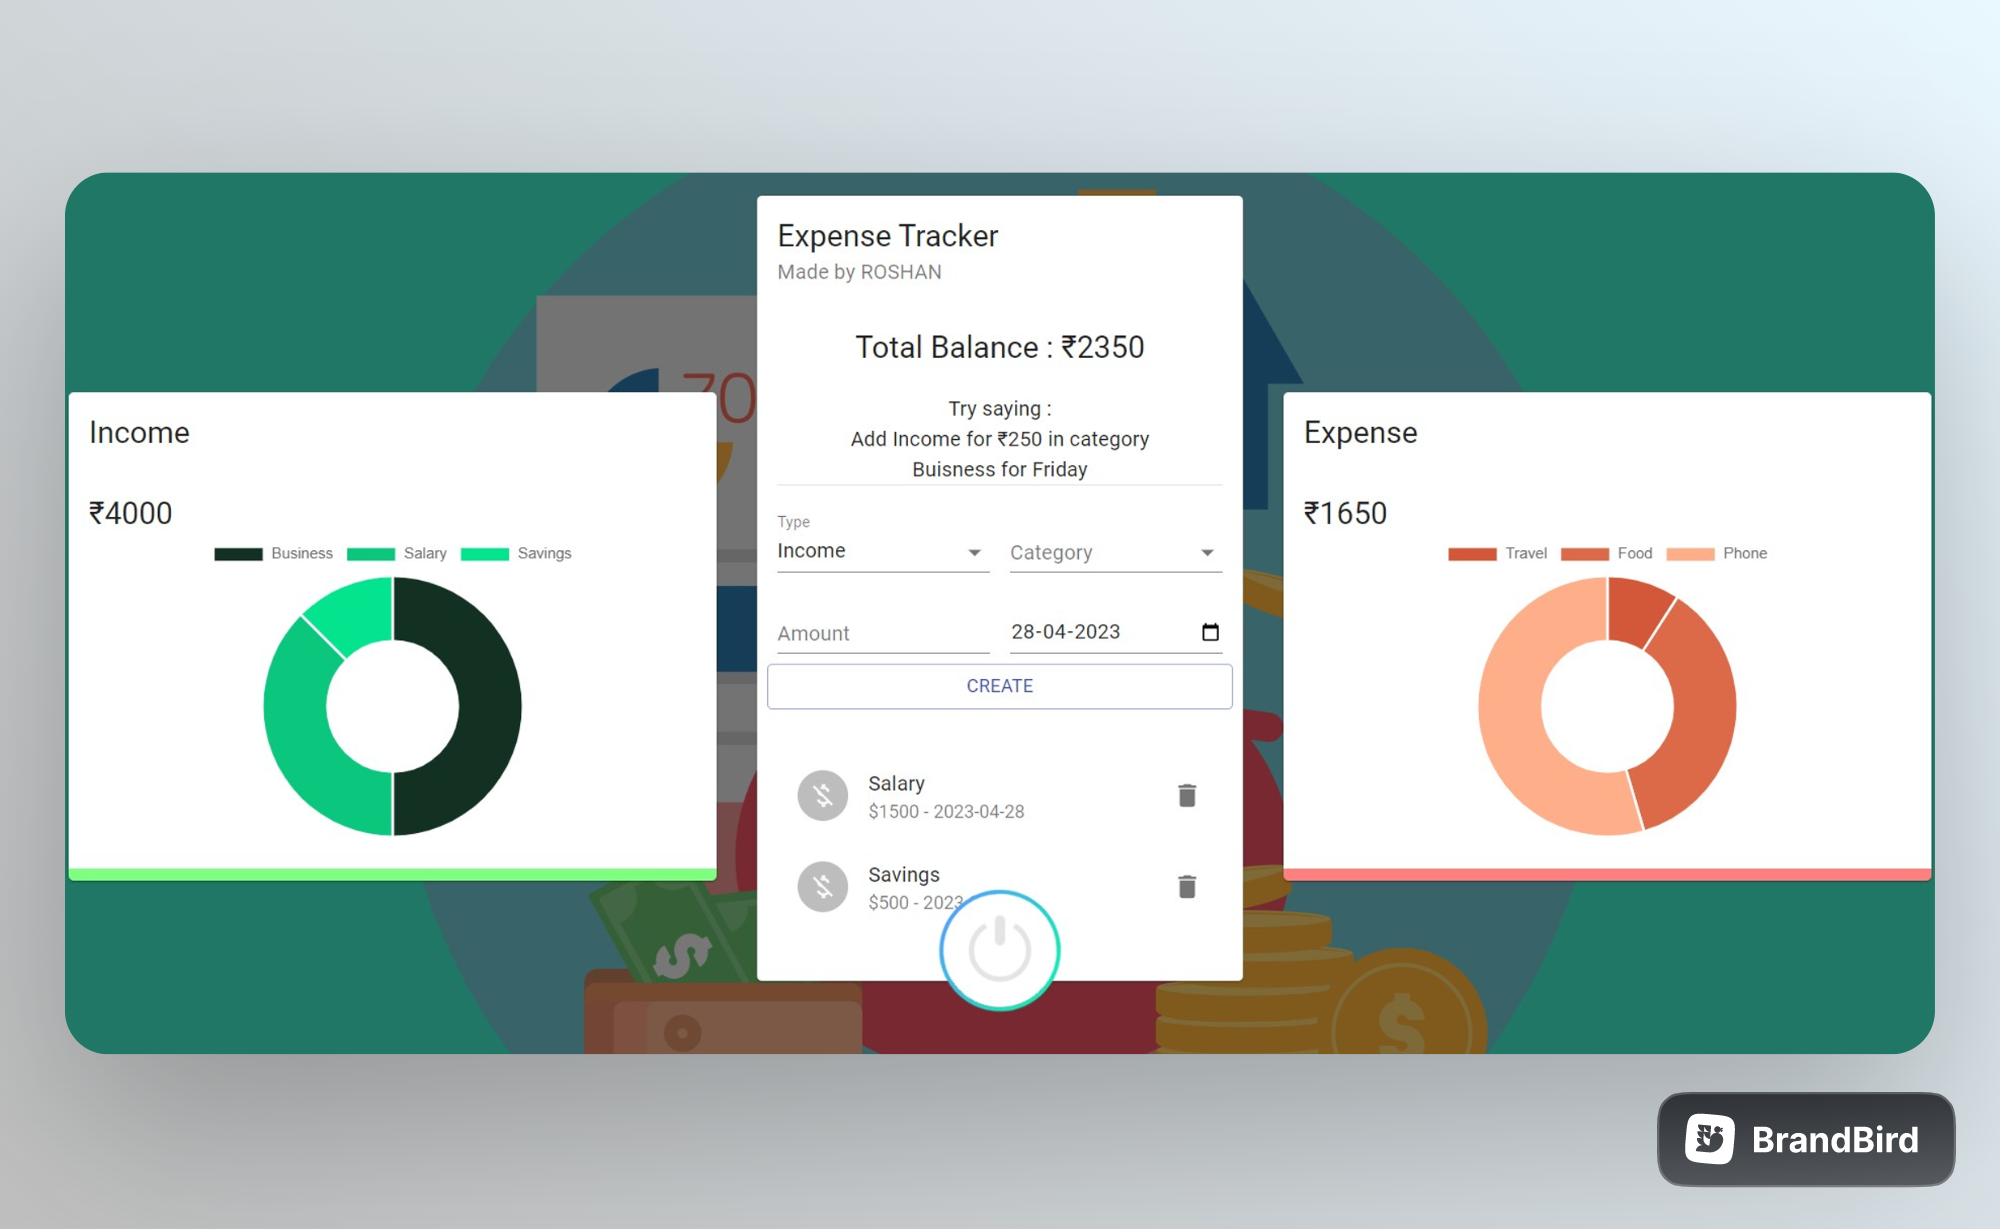 Expense Tracker
Made by ROSHAN
Total Balance : ₹2350
Try saying :
Add Income for ₹250 in category
Buisness for Friday
Type
Income
Category
Amount
28-04-2023
CREATE
Salary
$1500 - 2023-04-28
Savings
$500 - 2023-
Income
₹4000
Business Salary Savings
70
Expense
₹1650
Travel Food Phone
$
$
BrandBird